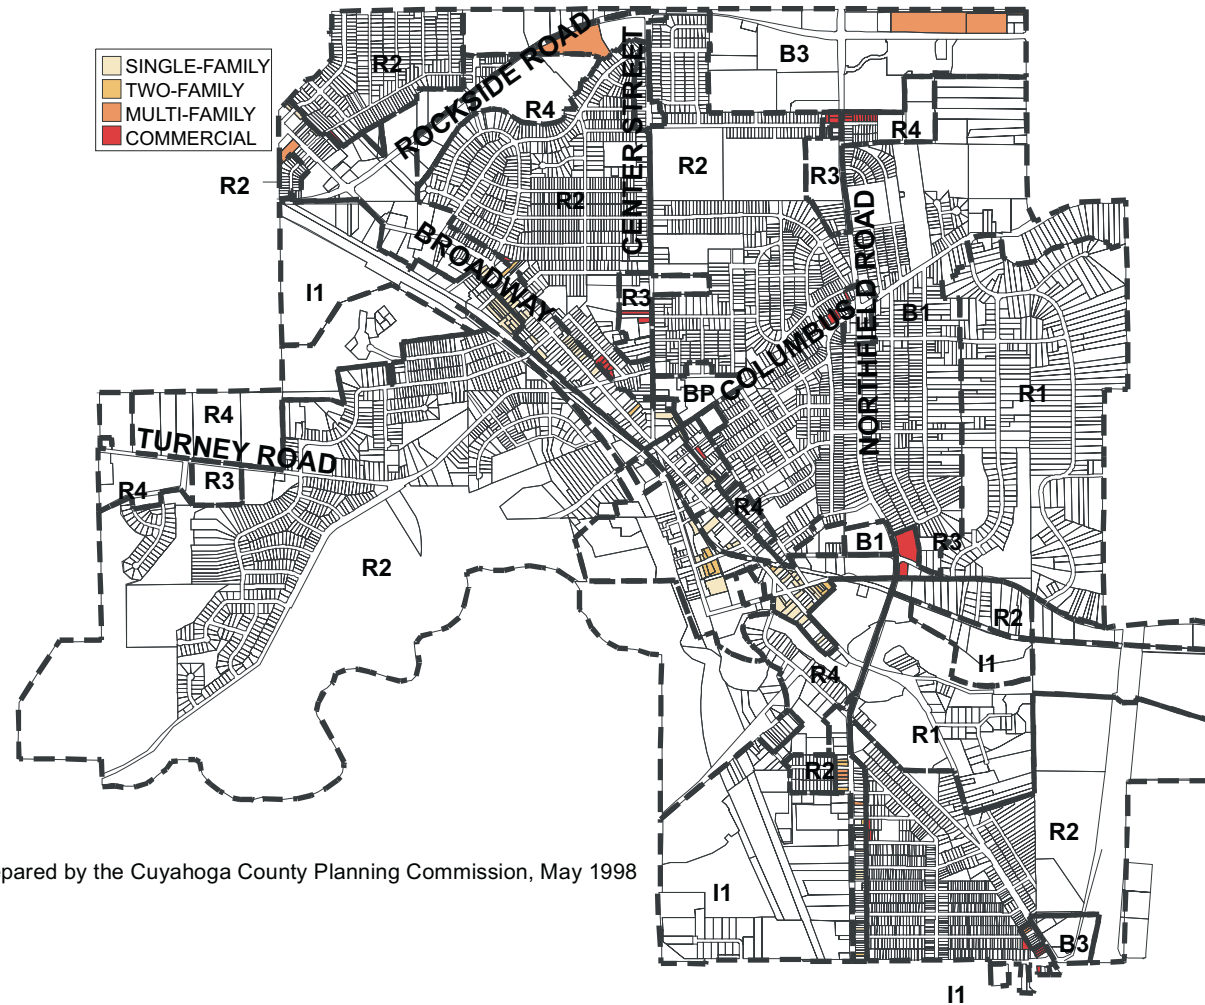 SINGLE-FAMILY
TWO-FAMILY
MULTI-FAMILY
COMMERCIAL
R2
ROCKSIDE ROAD
R4
CENTER STREET
B3
R4
R2
R3
R2
R2
BROADWAY
NORTHFIELD ROAD
I1
R3
B1
COLUMBUS
BP
R1
R4
TURNEY ROAD
R3
R4
R4
B1
R3
R2
R2
I1
R4
R1
R2
R2
epared by the Cuyahoga County Planning Commission, May 1998
I1
B3
I1